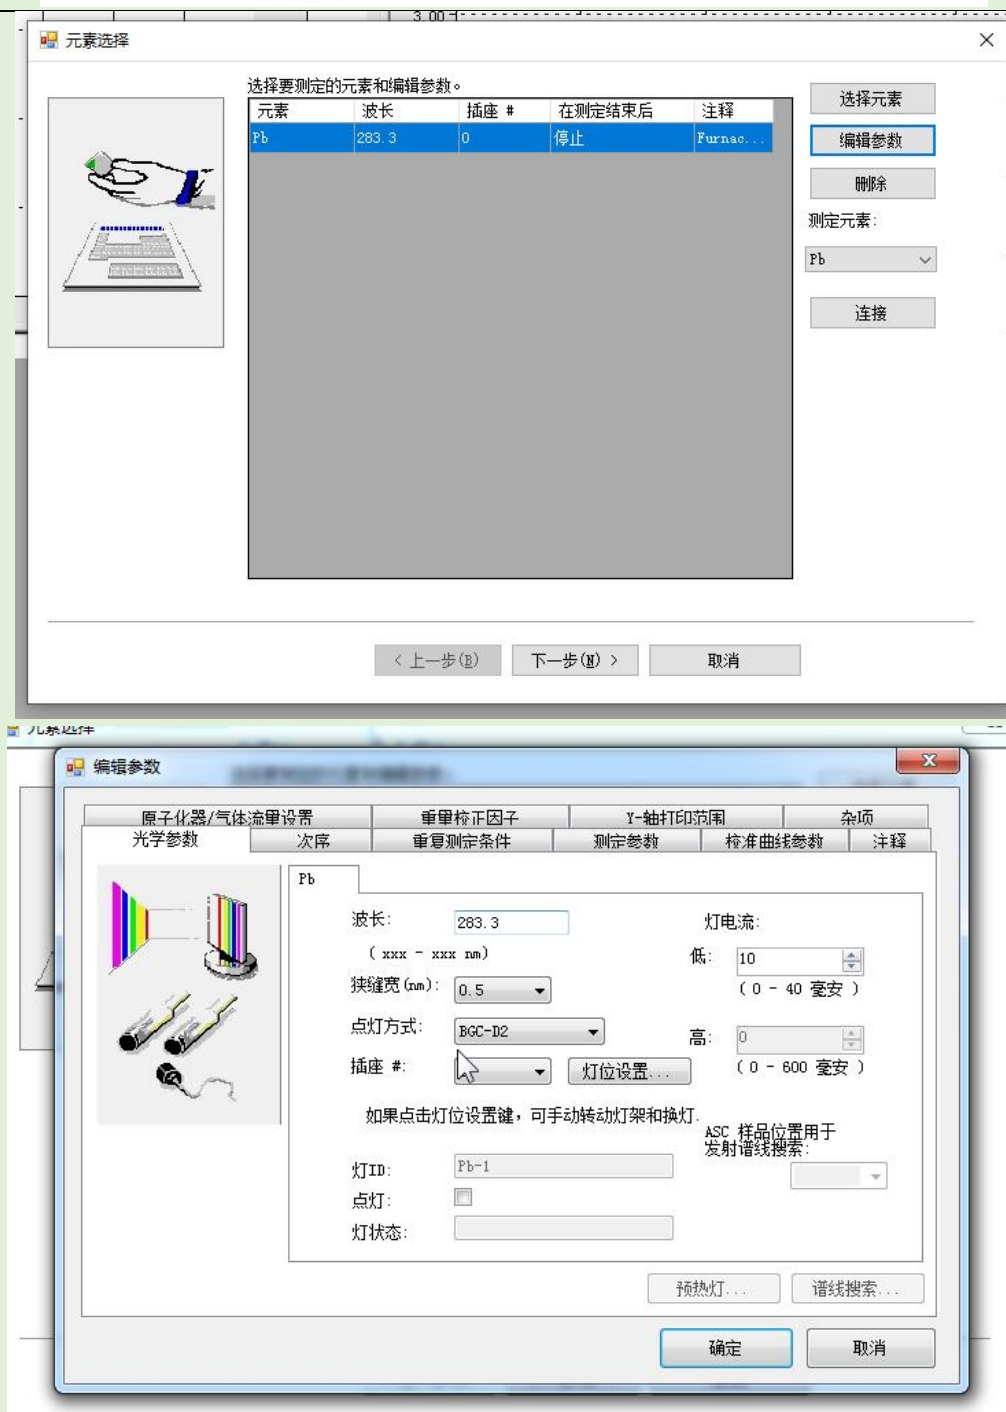 3.00
元素选择
选择要测定的元素和编辑参数。
元素 波长 插座 # 在测定结束后 注释
Pb 283.3 0 停止 Furnac...
选择元素
编辑参数
删除
测定元素:
Pb
连接
< 上一步(B) 下一步(N) > 取消
元素选择
编辑参数
原子化器/气体流量设置 重量校正因子 Y-轴打印范围 杂项
光学参数 次序 重复测定条件 测定参数 校准曲线参数 注释
Pb
波长: 283.3
( xxx - xxx nm)
狭缝宽(nm): 0.5
点灯方式: BGC-D2
插座 #: 灯位设置...
灯电流:
低: 10
( 0 - 40 毫安 )
高: 0
( 0 - 600 毫安 )
如果点击灯位设置键，可手动转动灯架和换灯.
ASC 样品位置用于
发射谱线搜索:
灯ID: Pb-1
点灯:
灯状态:
预热灯... 谱线搜索...
确定 取消